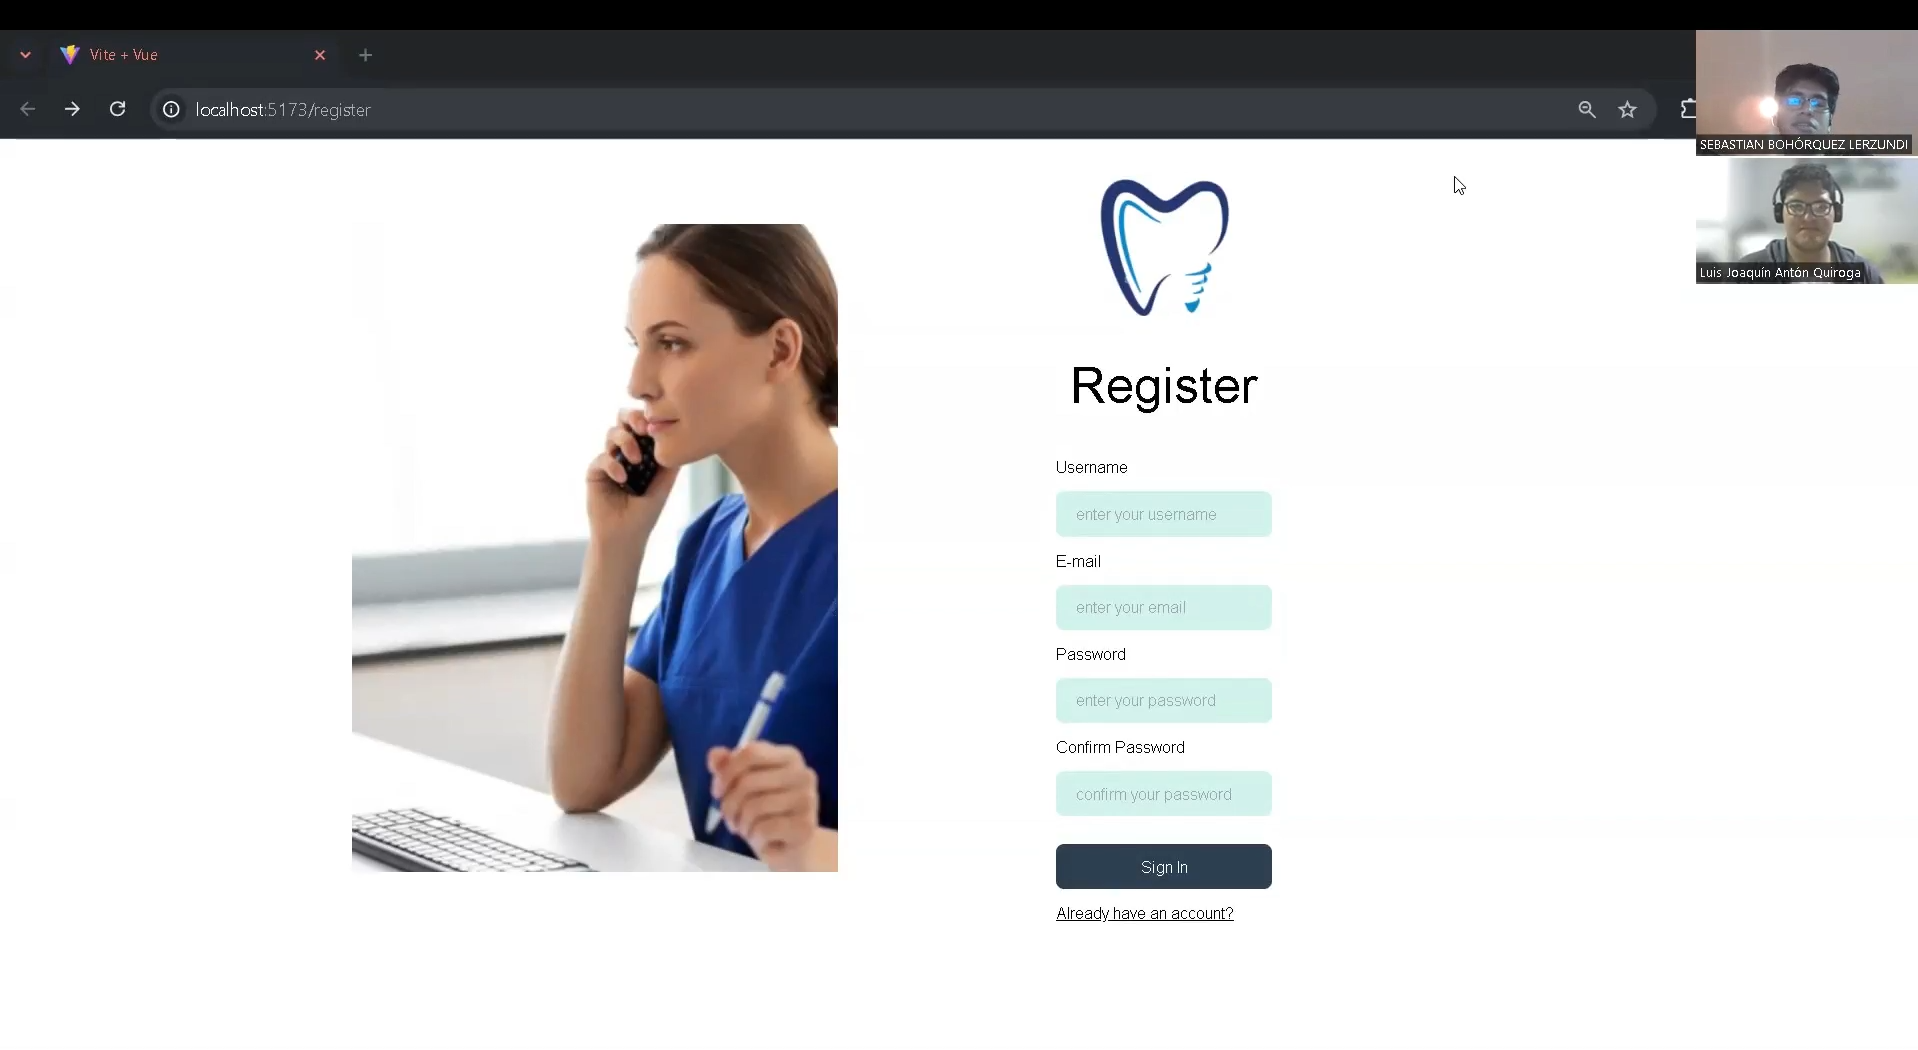 Vite + Vue
localhost:5173/register
SEBASTIAN BOHÓRQUEZ LERZUNDI
Luis Joaquín Antón Quiroga
Register
Username
enter your username
E-mail
enter your email
Password
enter your password
Confirm Password
confirm your password
Sign In
Already have an account?